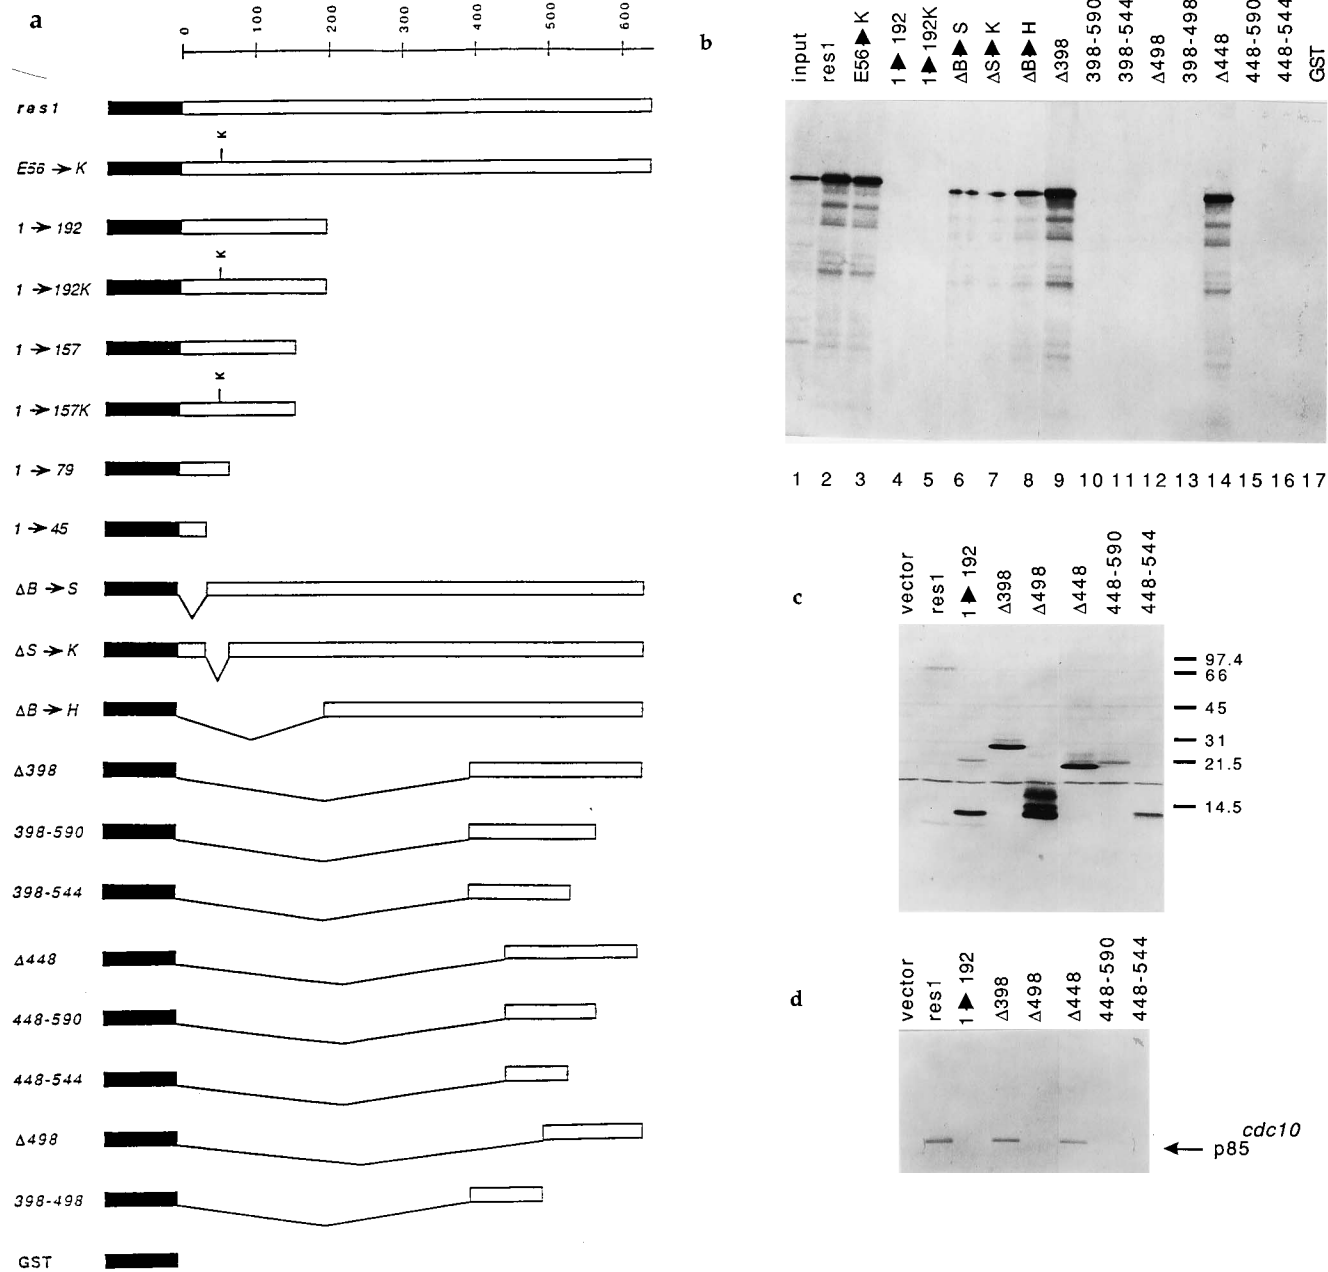 a
0 100 200 300 400 500 600
res1
K
E56 → K
1 → 192
K
1 → 192K
1 → 157
K
1 → 157K
1 → 79
1 → 45
ΔB → S
ΔS → K
ΔB → H
Δ398
398-590
398-544
Δ448
448-590
448-544
Δ498
398-498
GST
b
input
res1
E56 ▶ K
1 ▶ 192
1 ▶ 192K
ΔB ▶ S
ΔS ▶ K
ΔB ▶ H
Δ398
398-590
398-544
Δ498
398-498
Δ448
448-590
448-544
GST
1 2 3 4 5 6 7 8 9 10 11 12 13 14 15 16 17
c
vector
res1
1 ▶ 192
Δ398
Δ498
Δ448
448-590
448-544
97.4
66
45
31
21.5
14.5
d
vector
res1
1 ▶ 192
Δ398
Δ498
Δ448
448-590
448-544
← p85cdc10